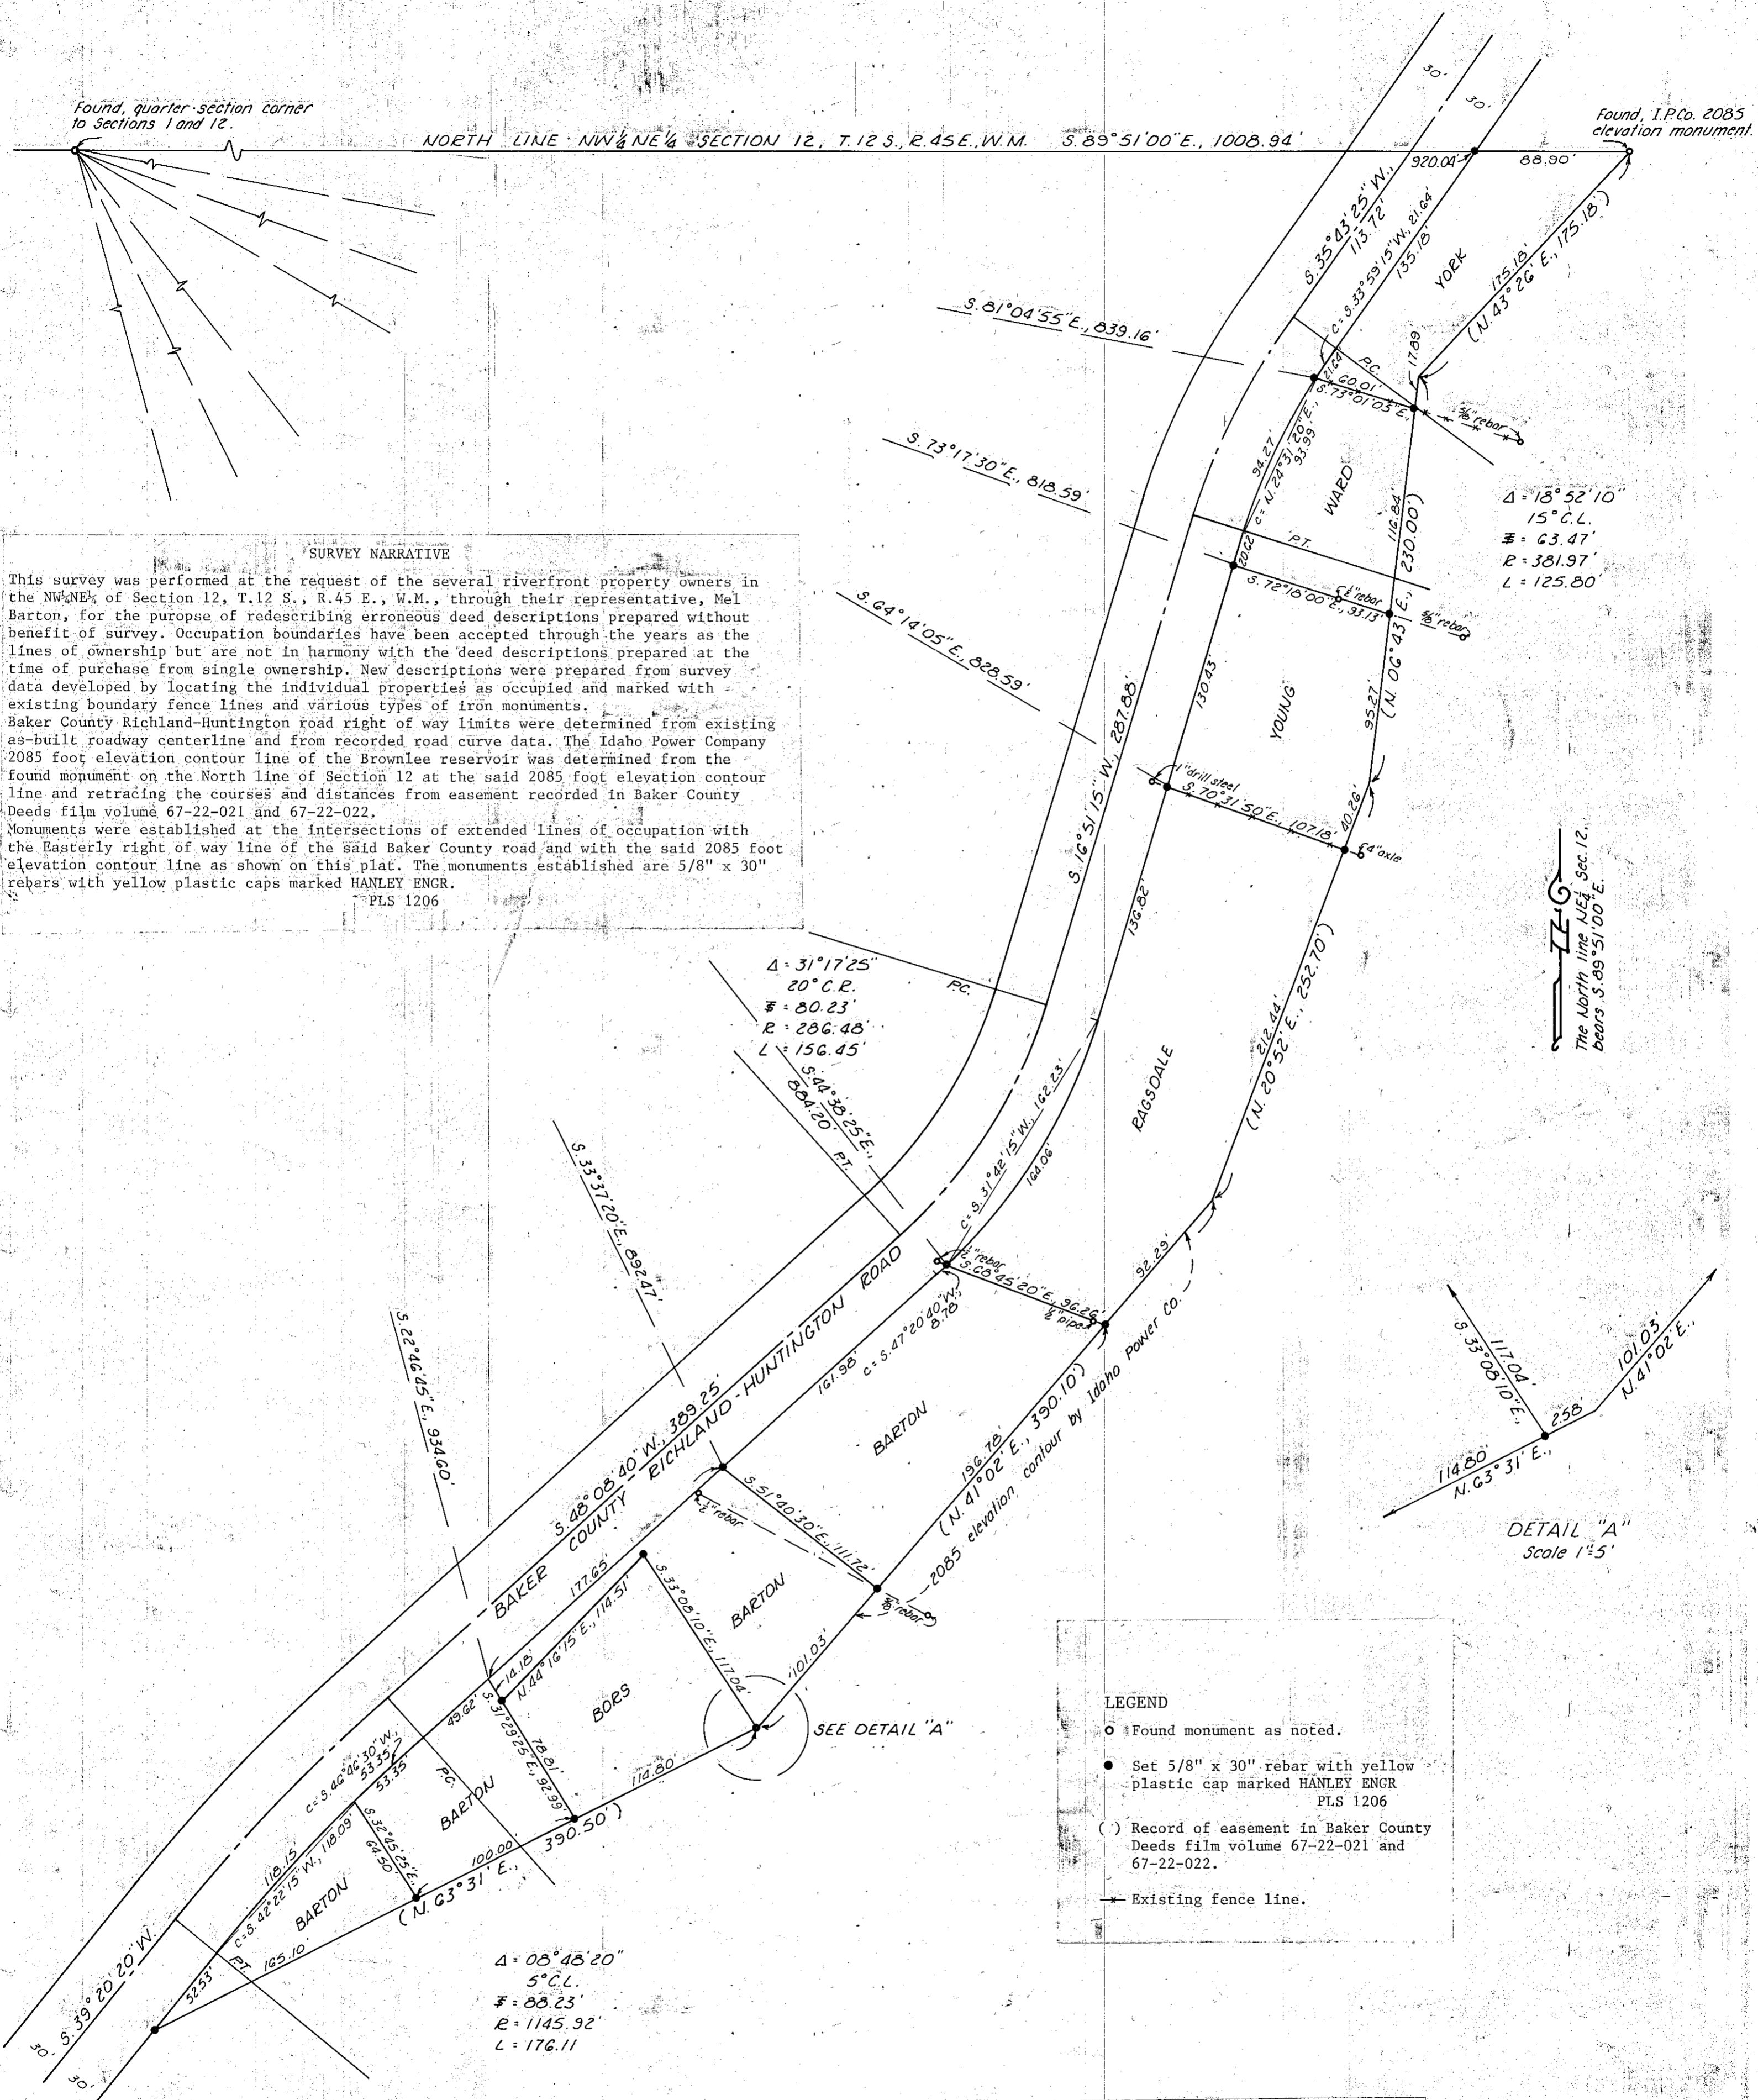 Found, quarter-section corner
to Sections 1 and 12.
NORTH LINE NW¼NE¼ SECTION 12, T.12 S., R.45E., W.M. S.89°51'00"E., 1008.94'
Found, I.P.Co. 2085
elevation monument.
30'
30'
920.04'
88.90'
S.35°43'25"W.,
113.72'
C=S.33°59'15"W., 21.64'
135.18'
YORK
175.18'
(N.43°26'E., 175.18')
S.81°04'55"E., 839.16'
21.64'
P.C.
17.89'
60.01'
S.73°01'05"E.,
5/8" rebar
S.73°17'30"E., 818.59'
94.27'
C=N.24°31'20"E.,
93.99'
WARD
116.84'
Δ=18°52'10"
15°C.L.
T=63.47'
R=381.97'
L=125.80'
20.62'
P.T.
S.72°18'00"E., 93.13'
½" rebar
5/8" rebar
(N.06°43'E., 230.00')
S.64°14'05"E., 828.59'
SURVEY NARRATIVE
This survey was performed at the request of the several riverfront property owners in
the NW¼NE¼ of Section 12, T.12 S., R.45 E., W.M., through their representative, Mel
Barton, for the puropse of redescribing erroneous deed descriptions prepared without
benefit of survey. Occupation boundaries have been accepted through the years as the
lines of ownership but are not in harmony with the deed descriptions prepared at the
time of purchase from single ownership. New descriptions were prepared from survey
data developed by locating the individual properties as occupied and marked with
existing boundary fence lines and various types of iron monuments.
Baker County Richland-Huntington road right of way limits were determined from existing
as-built roadway centerline and from recorded road curve data. The Idaho Power Company
2085 foot elevation contour line of the Brownlee reservoir was determined from the
found monument on the North line of Section 12 at the said 2085 foot elevation contour
line and retracing the courses and distances from easement recorded in Baker County
Deeds film volume 67-22-021 and 67-22-022.
Monuments were established at the intersections of extended lines of occupation with
the Easterly right of way line of the said Baker County road and with the said 2085 foot
elevation contour line as shown on this plat. The monuments established are 5/8" x 30"
rebars with yellow plastic caps marked HANLEY ENGR.
PLS 1206
130.43'
YOUNG
95.27'
S.16°51'15"W., 287.88'
1" drill steel
S.70°31'50"E., 107.18'
40.26'
4" axle
136.82'
The North line NE¼ Sec. 12,
bears S.89°51'00"E.
Δ=31°17'25"
20°C.R.
T=80.23'
R=286.48'
L=156.45'
P.C.
S.44°38'25"E.,
884.20'
P.T.
212.44'
(N.20°52'E., 252.70')
RAGSDALE
C=S.31°42'15"W., 162.23'
164.06'
S.33°37'20"E., 892.47'
½" rebar
S.68°45'20"E., 96.26'
½" pipe
92.29'
C=S.47°20'40"W.,
8.78'
161.98'
S.22°46'45"E., 934.60'
S.48°08'40"W., 389.25'
BAKER COUNTY - RICHLAND-HUNTINGTON ROAD
BARTON
196.78'
(N.41°02'E., 390.10')
2085 elevation contour by Idaho Power Co.
S.33°08'10"E.,
117.04'
101.03'
N.41°02'E.,
2.58'
114.80'
N.63°31'E.,
DETAIL "A"
Scale 1"=5'
½" rebar
S.51°40'30"E., 111.72'
5/8" rebar
177.65'
N.44°16'15"E., 114.51'
S.33°08'10"E., 117.04'
BARTON
101.03'
14.18'
BORS
SEE DETAIL "A"
49.62'
S.31°29'25"E., 92.99'
78.81'
114.80'
C=S.46°46'30"W.,
53.35'
53.35'
P.C.
BARTON
S.32°45'25"E.,
64.50'
100.00'
(N.63°31'E., 390.50')
118.15'
C=S.42°22'15"W., 118.09'
BARTON
165.10'
P.T.
52.53'
S.39°20'20"W.
30'
30'
Δ=08°48'20"
5°C.L.
T=88.23'
R=1145.92'
L=176.11
LEGEND
Found monument as noted.
Set 5/8" x 30" rebar with yellow
plastic cap marked HANLEY ENGR
PLS 1206
( ) Record of easement in Baker County
Deeds film volume 67-22-021 and
67-22-022.
Existing fence line.